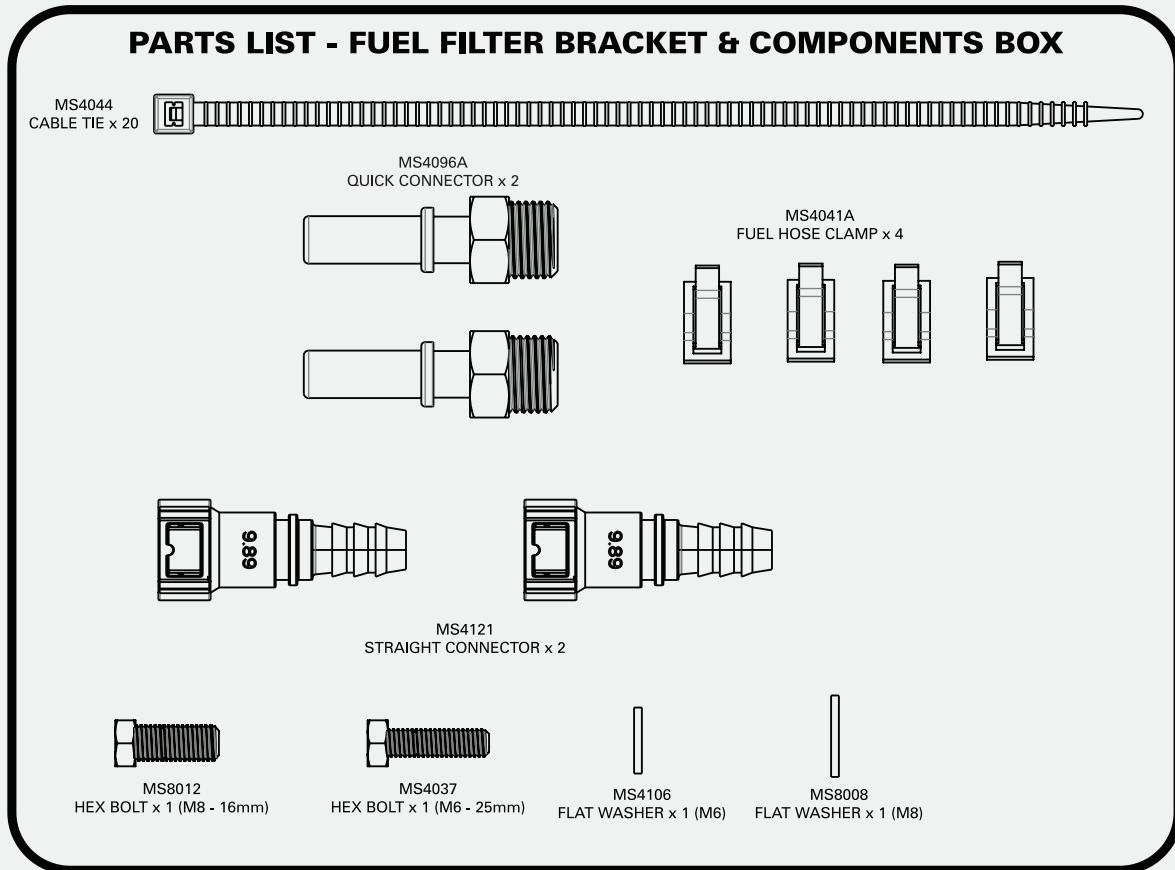 PARTS LIST - FUEL FILTER BRACKET & COMPONENTS BOX
MS4044
CABLE TIE x 20
MS4096A
QUICK CONNECTOR x 2
MS4041A
FUEL HOSE CLAMP x 4
9.89
9.89
MS4121
STRAIGHT CONNECTOR x 2
MS8012
HEX BOLT x 1 (M8 - 16mm)
MS4037
HEX BOLT x 1 (M6 - 25mm)
MS4106
FLAT WASHER x 1 (M6)
MS8008
FLAT WASHER x 1 (M8)